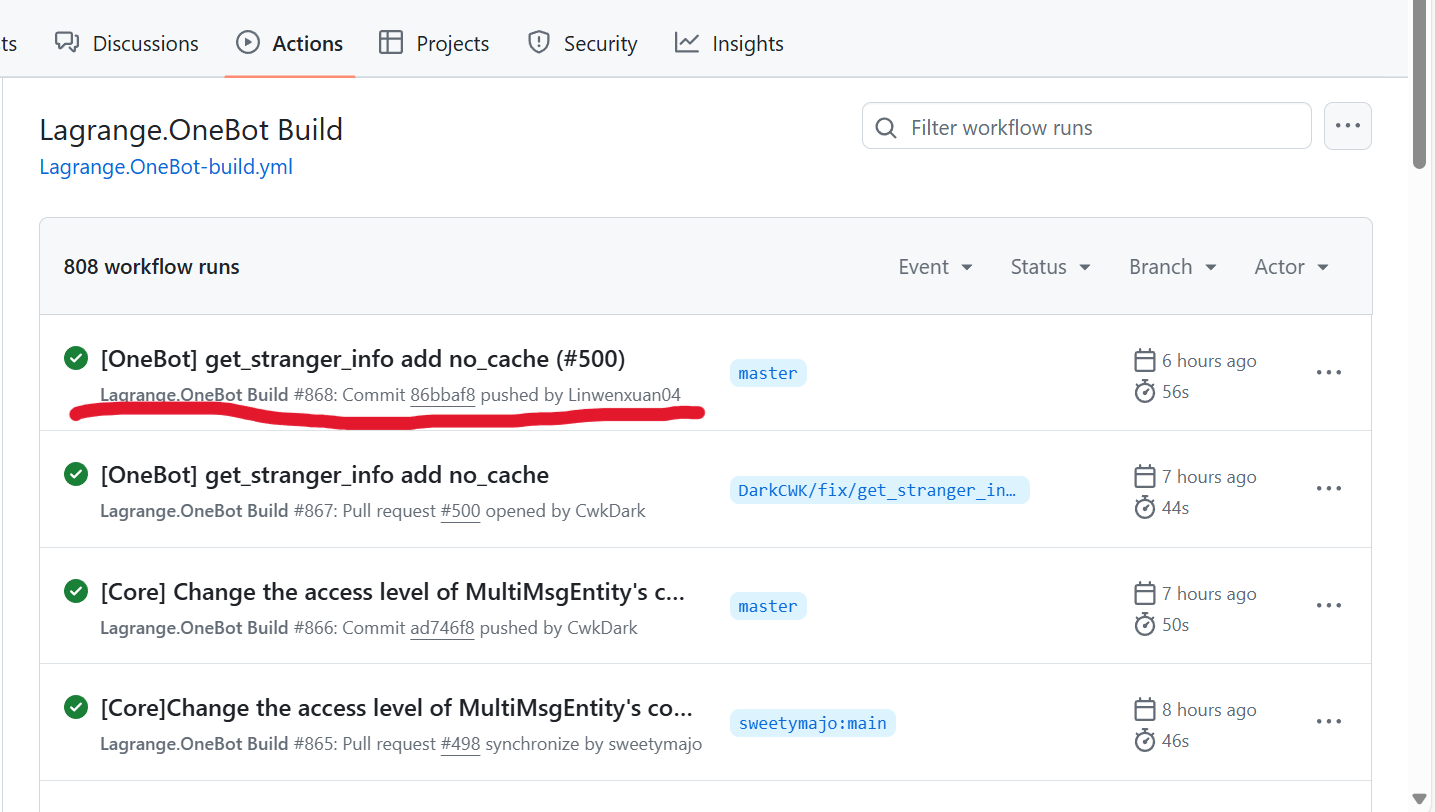 ts Discussions Actions Projects Security Insights
Lagrange.OneBot Build
Filter workflow runs
Lagrange.OneBot-build.yml
808 workflow runs Event Status Branch Actor
[OneBot] get_stranger_info add no_cache (#500)
master
6 hours ago
Lagrange.OneBot Build #868: Commit 86bbaf8 pushed by Linwenxuan04
56s
[OneBot] get_stranger_info add no_cache
DarkCWK/fix/get_stranger_in…
7 hours ago
Lagrange.OneBot Build #867: Pull request #500 opened by CwkDark
44s
[Core] Change the access level of MultiMsgEntity's c…
master
7 hours ago
Lagrange.OneBot Build #866: Commit ad746f8 pushed by CwkDark
50s
[Core]Change the access level of MultiMsgEntity's co…
sweetymajo:main
8 hours ago
Lagrange.OneBot Build #865: Pull request #498 synchronize by sweetymajo
46s